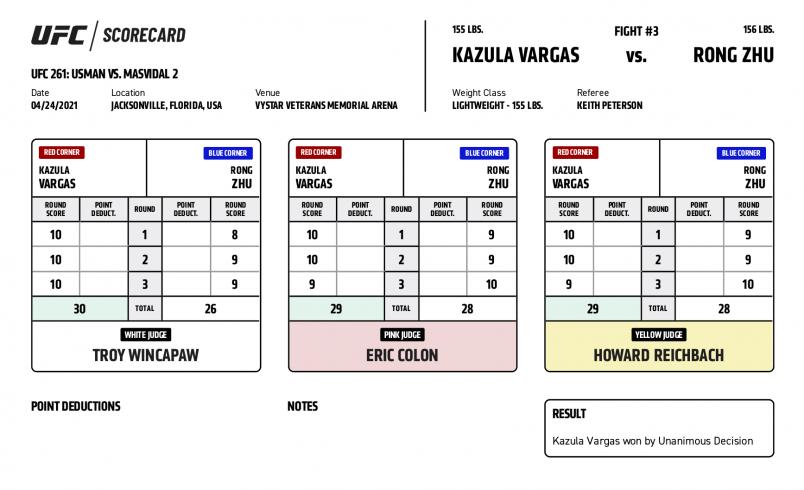 UFC / SCORECARD
UFC 261: USMAN VS. MASVIDAL 2
Date Location Venue
04/24/2021 JACKSONVILLE, FLORIDA, USA VYSTAR VETERANS MEMORIAL ARENA
155 LBS. FIGHT #3 156 LBS.
KAZULA VARGAS vs. RONG ZHU
Weight Class Referee
LIGHTWEIGHT - 155 LBS. KEITH PETERSON
RED CORNER BLUE CORNER
KAZULA RONG
VARGAS ZHU
ROUND SCORE POINT DEDUCT. ROUND POINT DEDUCT. ROUND SCORE
10 1 8
10 2 9
10 3 9
30 TOTAL 26
WHITE JUDGE
TROY WINCAPAW
RED CORNER BLUE CORNER
KAZULA RONG
VARGAS ZHU
ROUND SCORE POINT DEDUCT. ROUND POINT DEDUCT. ROUND SCORE
10 1 9
10 2 9
9 3 10
29 TOTAL 28
PINK JUDGE
ERIC COLON
RED CORNER BLUE CORNER
KAZULA RONG
VARGAS ZHU
ROUND SCORE POINT DEDUCT. ROUND POINT DEDUCT. ROUND SCORE
10 1 9
10 2 9
9 3 10
29 TOTAL 28
YELLOW JUDGE
HOWARD REICHBACH
POINT DEDUCTIONS
NOTES
RESULT
Kazula Vargas won by Unanimous Decision